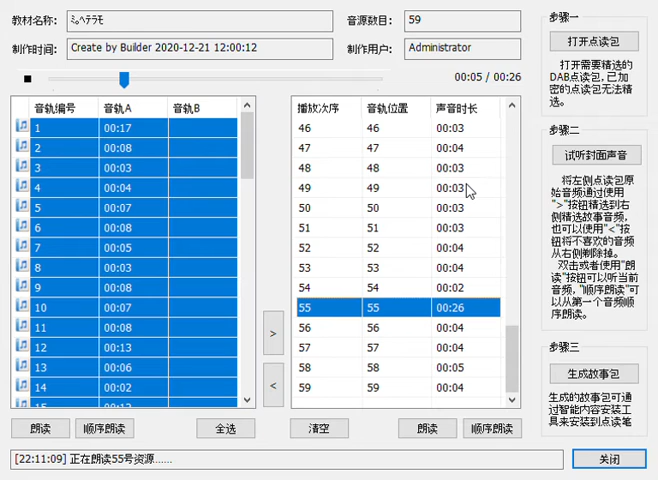 教材名称: ﾐ｡ﾍﾃﾗﾓ 音源数目: 59
制作时间: Create by Builder 2020-12-21 12:00:12 制作用户: Administrator
00:05 / 00:26
音轨编号 音轨A 音轨B
1 00:17
2 00:08
3 00:03
4 00:04
5 00:07
6 00:08
7 00:05
8 00:03
9 00:08
10 00:07
11 00:08
12 00:13
13 00:06
14 00:02
15 00:12
>
<
播放次序 音轨位置 声音时长
46 46 00:03
47 47 00:04
48 48 00:03
49 49 00:03
50 50 00:03
51 51 00:03
52 52 00:04
53 53 00:04
54 54 00:02
55 55 00:26
56 56 00:04
57 57 00:04
58 58 00:05
59 59 00:04
朗读 顺序朗读 全选 清空 朗读 顺序朗读
[22:11:09] 正在朗读55号资源......
步骤一
打开点读包
打开需要精选的
DAB点读包，已加
密的点读包无法精
选。
步骤二
试听封面声音
将左侧点读包原
始音频通过使用
">"按钮精选到右
侧精选故事音频，
也可以使用"<"按
钮将不喜欢的音频
从右侧剔除掉。
双击或者使用"朗
读"按钮可以听当前
音频，"顺序朗读"可
以从第一个音频顺
序朗读。
步骤三
生成故事包
生成的故事包可通
过智能内容安装工
具来安装到点读笔
关闭